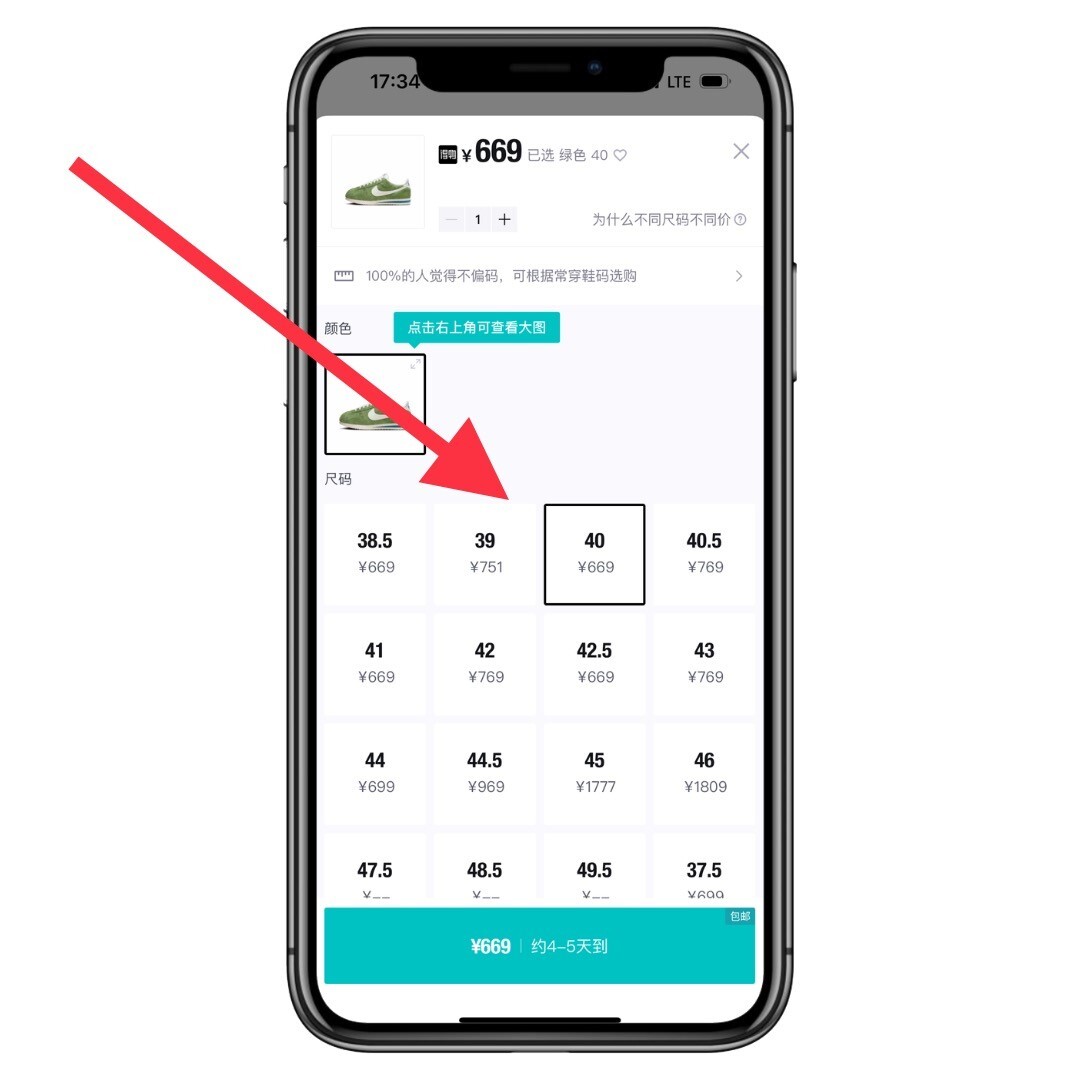 17:34 LTE
得物 ¥669 已选 绿色 40
1 为什么不同尺码不同价
100%的人觉得不偏码，可根据常穿鞋码选购
颜色
点击右上角可查看大图
尺码
38.5 39 40 40.5
¥669 ¥751 ¥669 ¥769
41 42 42.5 43
¥669 ¥769 ¥669 ¥769
44 44.5 45 46
¥699 ¥969 ¥1777 ¥1809
47.5 48.5 49.5 37.5
¥-- ¥-- ¥-- ¥699
包邮
¥669 约4-5天到